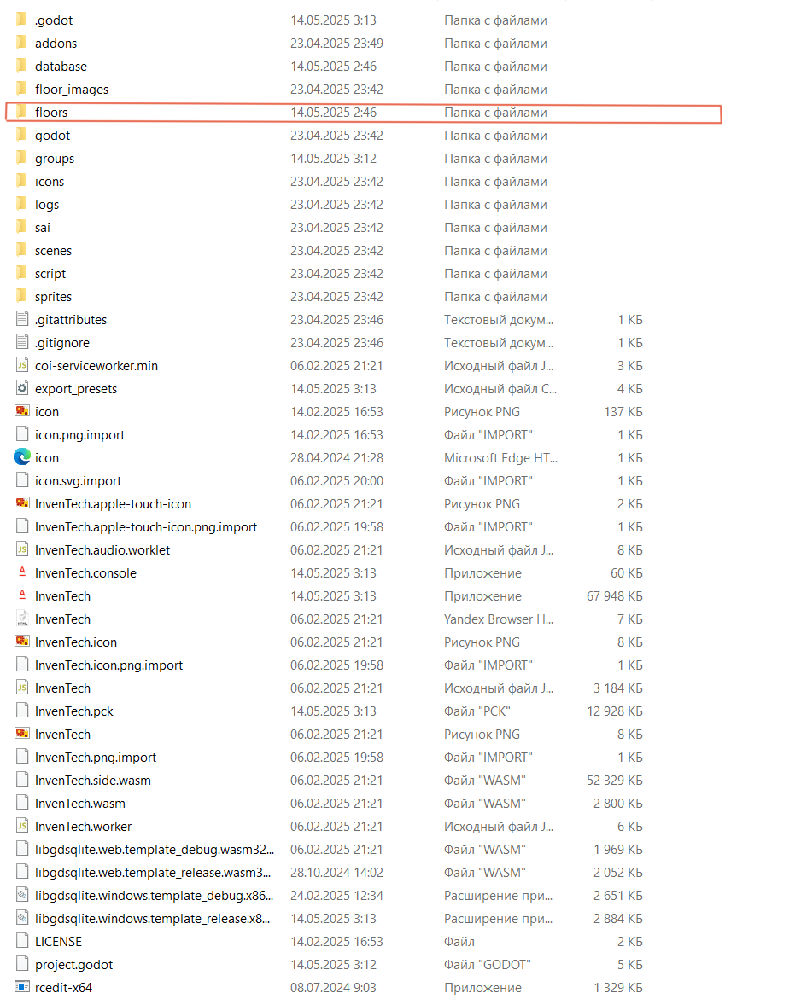 .godot 14.05.2025 3:13 Папка с файлами
addons 23.04.2025 23:49 Папка с файлами
database 14.05.2025 2:46 Папка с файлами
floor_images 23.04.2025 23:42 Папка с файлами
floors 14.05.2025 2:46 Папка с файлами
godot 23.04.2025 23:42 Папка с файлами
groups 14.05.2025 3:12 Папка с файлами
icons 23.04.2025 23:42 Папка с файлами
logs 23.04.2025 23:42 Папка с файлами
sai 23.04.2025 23:42 Папка с файлами
scenes 23.04.2025 23:42 Папка с файлами
script 23.04.2025 23:42 Папка с файлами
sprites 23.04.2025 23:42 Папка с файлами
.gitattributes 23.04.2025 23:46 Текстовый докум... 1 КБ
.gitignore 23.04.2025 23:46 Текстовый докум... 1 КБ
coi-serviceworker.min 06.02.2025 21:21 Исходный файл J... 3 КБ
export_presets 14.05.2025 3:13 Исходный файл C... 4 КБ
icon 14.02.2025 16:53 Рисунок PNG 137 КБ
icon.png.import 14.02.2025 16:53 Файл "IMPORT" 1 КБ
icon 28.04.2024 21:28 Microsoft Edge HT... 1 КБ
icon.svg.import 06.02.2025 20:00 Файл "IMPORT" 1 КБ
InvenTech.apple-touch-icon 06.02.2025 21:21 Рисунок PNG 2 КБ
InvenTech.apple-touch-icon.png.import 06.02.2025 19:58 Файл "IMPORT" 1 КБ
InvenTech.audio.worklet 06.02.2025 21:21 Исходный файл J... 8 КБ
InvenTech.console 14.05.2025 3:13 Приложение 60 КБ
InvenTech 14.05.2025 3:13 Приложение 67 948 КБ
InvenTech 06.02.2025 21:21 Yandex Browser H... 7 КБ
InvenTech.icon 06.02.2025 21:21 Рисунок PNG 8 КБ
InvenTech.icon.png.import 06.02.2025 19:58 Файл "IMPORT" 1 КБ
InvenTech 06.02.2025 21:21 Исходный файл J... 3 184 КБ
InvenTech.pck 14.05.2025 3:13 Файл "PCK" 12 928 КБ
InvenTech 06.02.2025 21:21 Рисунок PNG 8 КБ
InvenTech.png.import 06.02.2025 19:58 Файл "IMPORT" 1 КБ
InvenTech.side.wasm 06.02.2025 21:21 Файл "WASM" 52 329 КБ
InvenTech.wasm 06.02.2025 21:21 Файл "WASM" 2 800 КБ
InvenTech.worker 06.02.2025 21:21 Исходный файл J... 6 КБ
libgdsqlite.web.template_debug.wasm32... 06.02.2025 21:21 Файл "WASM" 1 969 КБ
libgdsqlite.web.template_release.wasm3... 28.10.2024 14:02 Файл "WASM" 2 052 КБ
libgdsqlite.windows.template_debug.x86... 24.02.2025 12:34 Расширение при... 2 651 КБ
libgdsqlite.windows.template_release.x8... 14.05.2025 3:13 Расширение при... 2 884 КБ
LICENSE 14.02.2025 16:53 Файл 2 КБ
project.godot 14.05.2025 3:12 Файл "GODOT" 5 КБ
rcedit-x64 08.07.2024 9:03 Приложение 1 329 КБ